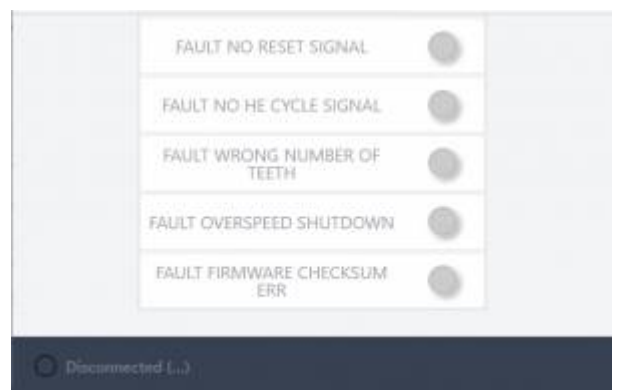 FAULT NO RESET SIGNAL
FAULT NO HE CYCLE SIGNAL
FAULT WRONG NUMBER OF
TEETH
FAULT OVERSPEED SHUTDOWN
FAULT FIRMWARE CHECKSUM
ERR
Disconnected (...)